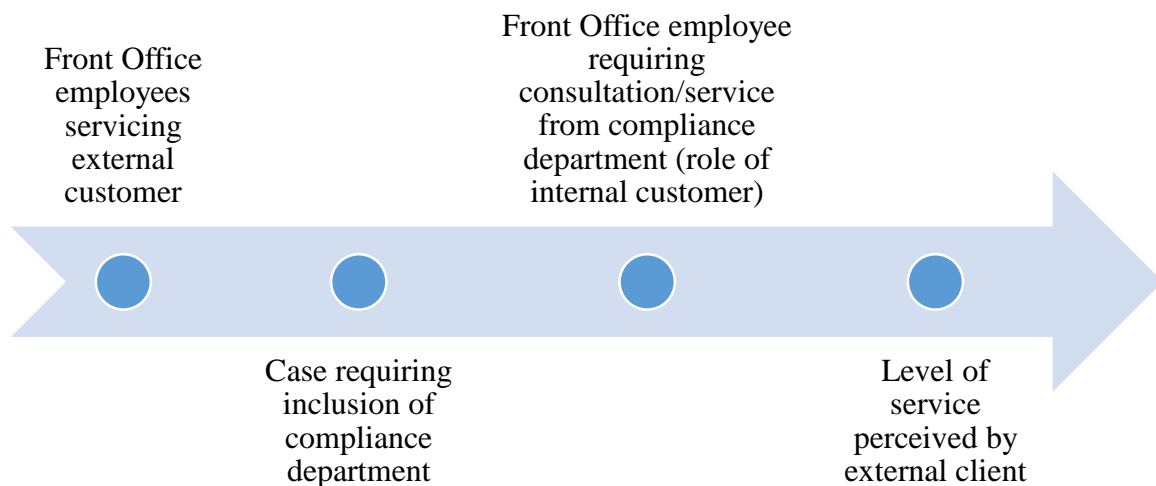 Front Office
employees
servicing
external
customer
Case requiring
inclusion of
compliance
department
Front Office employee
requiring
consultation/service
from compliance
department (role of
internal customer)
Level of
service
perceived by
external client